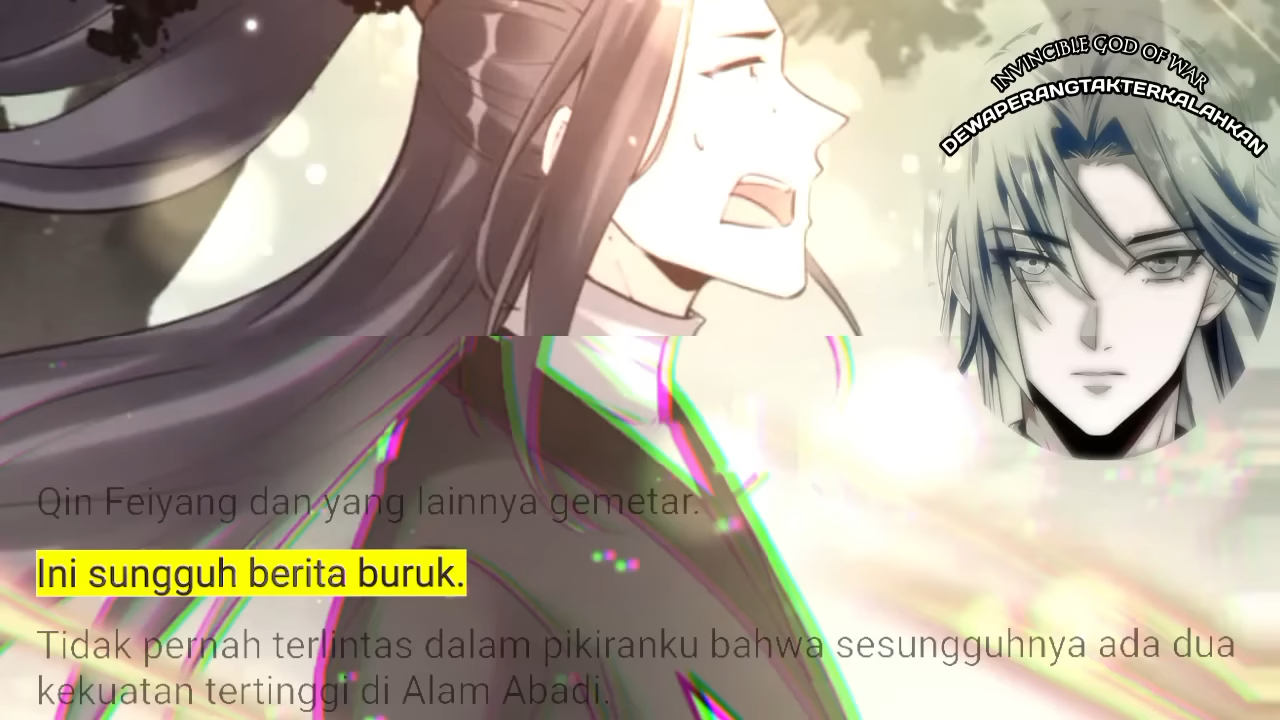 INVINCIBLE GOD OF WAR
DEWAPERANGTAKTERKALAHKAN
Qin Feiyang dan yang lainnya gemetar.
Ini sungguh berita buruk.
Tidak pernah terlintas dalam pikiranku bahwa sesungguhnya ada dua
kekuatan tertinggi di Alam Abadi.